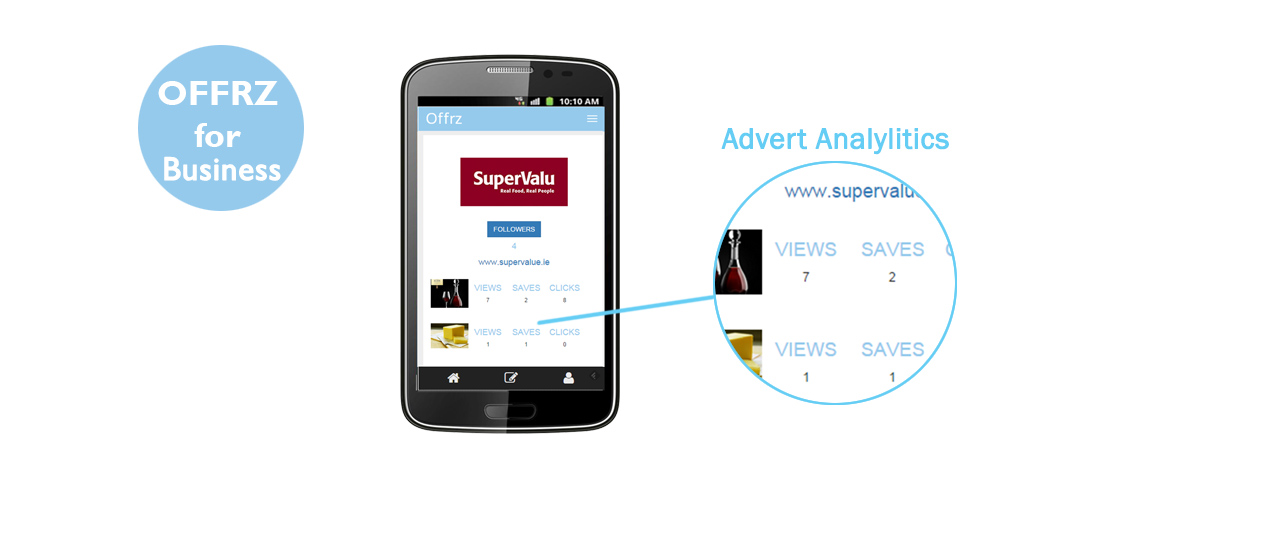 OFFRZ
for
Business
10:10 AM
Offrz
SuperValu
Real Food, Real People
FOLLOWERS
4
www.supervalue.ie
VIEWS SAVES CLICKS
7 2 8
VIEWS SAVES CLICKS
1 1 0
Advert Analylitics
www.supervalu
VIEWS SAVES
7 2
VIEWS SAVES
1 1